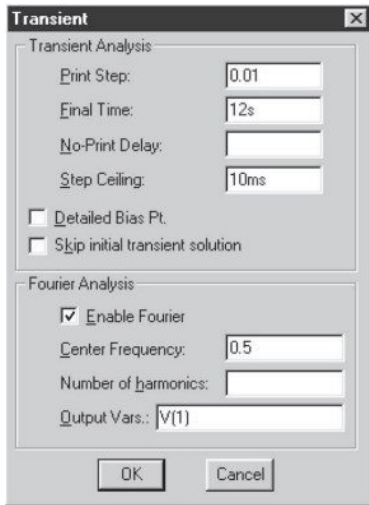 Transient
Transient Analysis
Print Step: 0.01
Final Time: 12s
No-Print Delay:
Step Ceiling: 10ms
Detailed Bias Pt.
Skip initial transient solution
Fourier Analysis
Enable Fourier
Center Frequency: 0.5
Number of harmonics:
Output Vars.: V(1)
OK Cancel